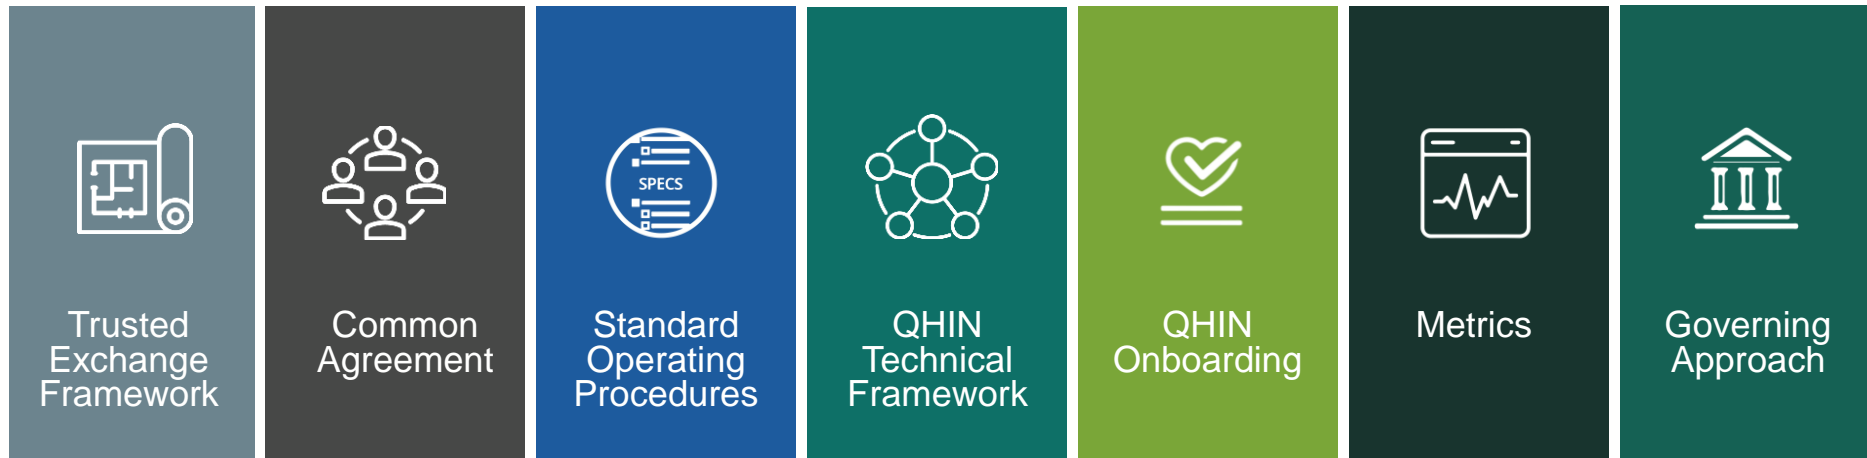 Trusted
Exchange
Framework
Common
Agreement
SPECS
Standard
Operating
Procedures
QHIN
Technical
Framework
QHIN
Onboarding
Metrics
Governing
Approach